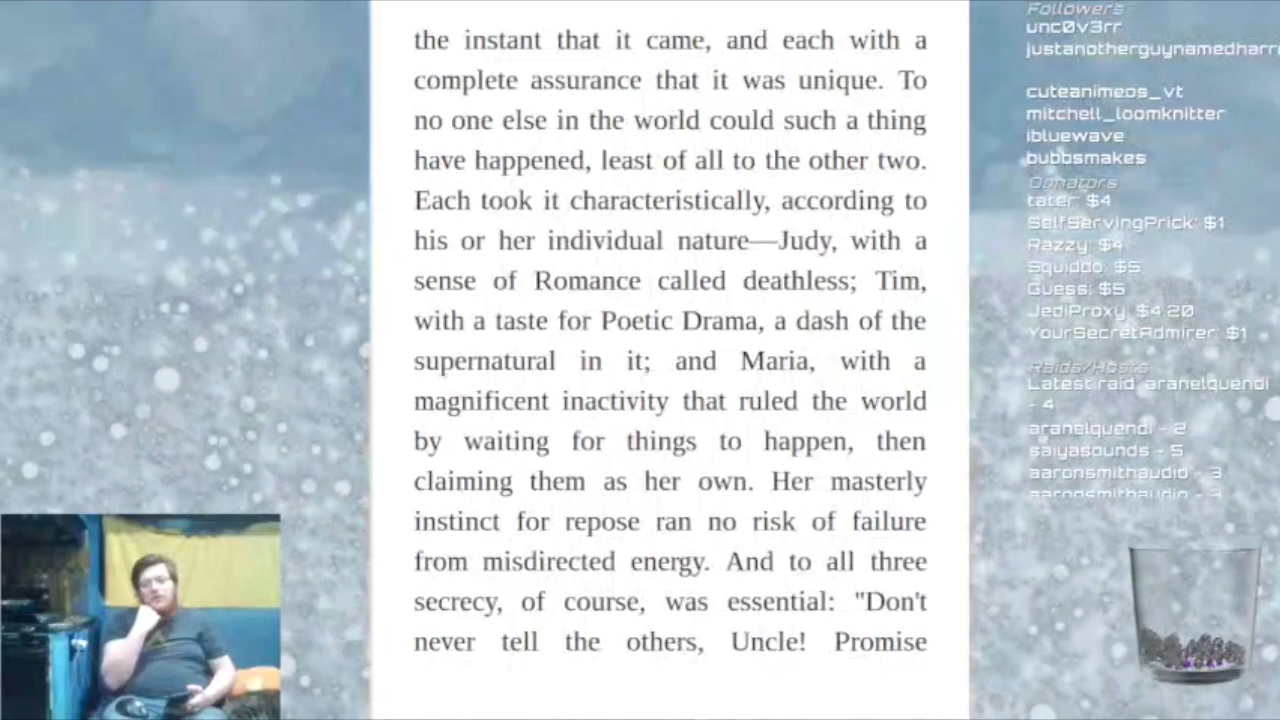 the instant that it came, and each with a
complete assurance that it was unique. To
no one else in the world could such a thing
have happened, least of all to the other two.
Each took it characteristically, according to
his or her individual nature—Judy, with a
sense of Romance called deathless; Tim,
with a taste for Poetic Drama, a dash of the
supernatural in it; and Maria, with a
magnificent inactivity that ruled the world
by waiting for things to happen, then
claiming them as her own. Her masterly
instinct for repose ran no risk of failure
from misdirected energy. And to all three
secrecy, of course, was essential: "Don't
never tell the others, Uncle! Promise
Followers
unc0v3rr
cuteanimeos_vt
mitchell_loomknitter
ibluewave
bubbsmakes
Donators
tater: $4
SelfServingPrick: $1
Razzy: $4
Squiddo: $5
Guess: $5
JediProxy: $4.20
YourSecretAdmirer: $1
Raids/Hosts
Latest raid: aranelquendi
- 4
aranelquendi - 2
saiyasounds - 5
aaronsmithaudio - 3